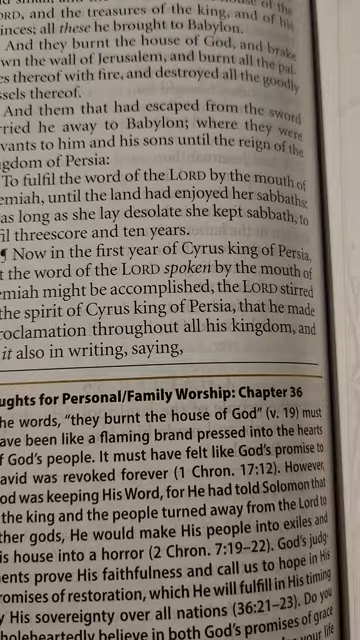 house of the
ORD, and the treasures of the king, and of his
inces; all these he brought to Babylon.
And they burnt the house of God, and brake
wn the wall of Jerusalem, and burnt all the pal-
es thereof with fire, and destroyed all the goodly
ssels thereof.
And them that had escaped from the sword
rried he away to Babylon; where they were
vants to him and his sons until the reign of the
ngdom of Persia:
To fulfil the word of the LORD by the mouth of
emiah, until the land had enjoyed her sabbaths:
as long as she lay desolate she kept sabbath, to
fil threescore and ten years.
¶ Now in the first year of Cyrus king of Persia,
t the word of the LORD spoken by the mouth of
emiah might be accomplished, the LORD stirred
the spirit of Cyrus king of Persia, that he made
roclamation throughout all his kingdom, and
it also in writing, saying,
ughts for Personal/Family Worship: Chapter 36
he words, “they burnt the house of God” (v. 19) must
ave been like a flaming brand pressed into the hearts
f God’s people. It must have felt like God’s promise to
avid was revoked forever (1 Chron. 17:12). However,
od was keeping His Word, for He had told Solomon that
the king and the people turned away from the Lord to
ther gods, He would make His people into exiles and
is house into a horror (2 Chron. 7:19–22). God’s judg-
ents prove His faithfulness and call us to hope in His
romises of restoration, which He will fulfill in His timing
y His sovereignty over all nations (36:21–23). Do you
holeheartedly believe in both God’s promises of grace
your life